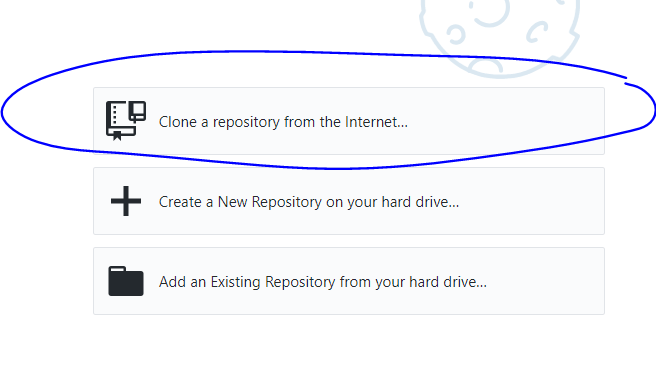 Clone a repository from the Internet...
Create a New Repository on your hard drive...
Add an Existing Repository from your hard drive...